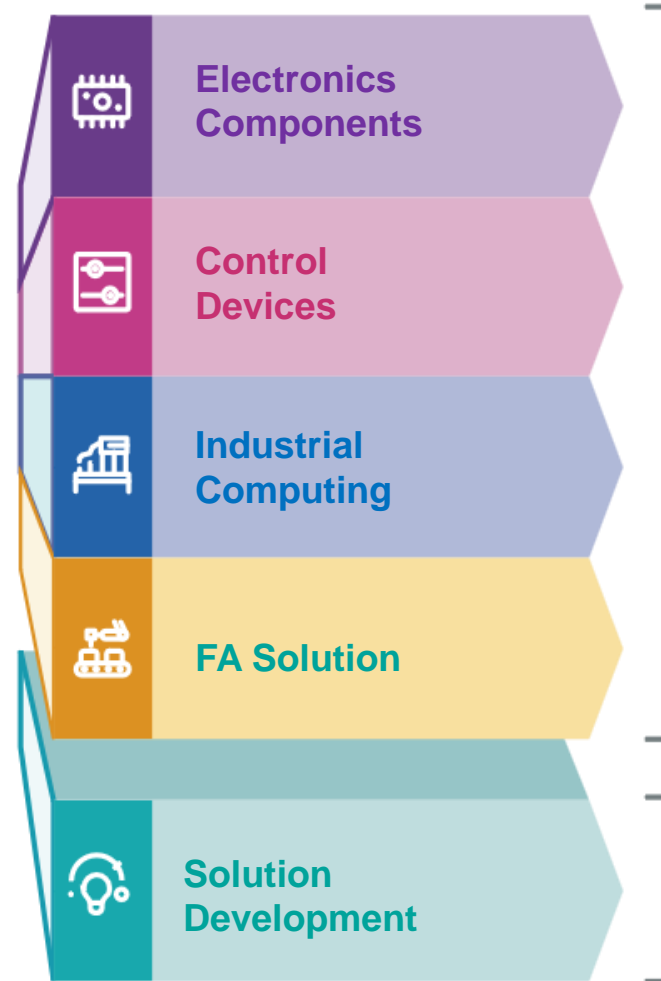 Electronics
Components
Control
Devices
Industrial
Computing
FA Solution
Solution
Development